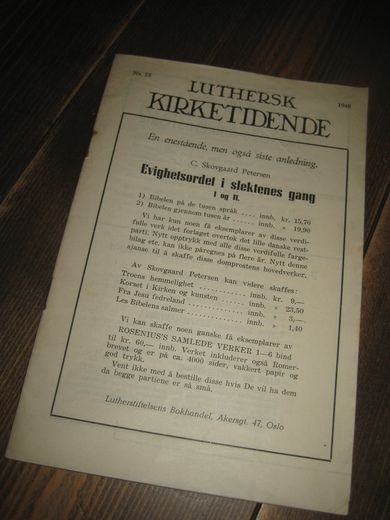 Nr. 13
1948
LUTHERSK
KIRKETIDENDE
En enestående, men også siste anledning.
C. Skovgaard Petersen
Evighetsordet i slektenes gang
I og II.
1) Bibelen på de tusen språk .... innb. kr. 15,70
2) Bibelen gjennom tusen år ..... innb. » 19,90
Vi har kun noen få eksemplarer av disse verdi-
fulle verk idet forlaget overtok det lille danske rest-
parti. Nytt opptrykk med alle disse verdifulle farge-
bilag etc. kan ikke påregnes på flere år. Nytt denne
sjanse til å skaffe disse domprostens hovedverker.
Av Skovgaard Petersen kan videre skaffes:
Troens hemmelighet ............... innb. kr. 9,—
Korset i Kirken og kunsten ..... innb. » 23,50
Fra Jesu fedreland ............... innb. » 3,—
Les Bibelens salmer .............. innb. » 1,40
Vi kan skaffe noen ganske få eksemplarer av
ROSENIUS'S SAMLEDE VERKER 1—6 bind
til kr. 60,— innb. Verket inkluderer også Romer-
brevet og er på ca. 4000 sider, vakkert papir og
god trykk.
Vent ikke med å bestille disse hvis De vil ha dem
da begge partiene er så små.
Lutherstiftelsens Bokhandel, Akersgt. 47, Oslo